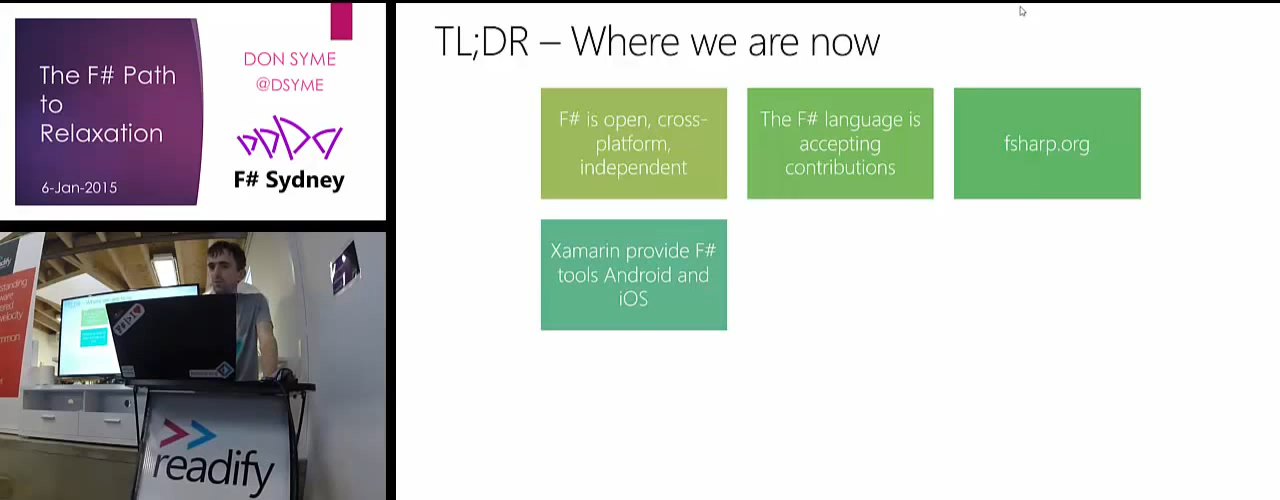 The F# Path
to
Relaxation
6-Jan-2015
DON SYME
@DSYME
F# Sydney
TL;DR – Where we are now
F# is open, cross-
platform,
independent
The F# language is
accepting
contributions
fsharp.org
Xamarin provide F#
tools Android and
iOS
readify